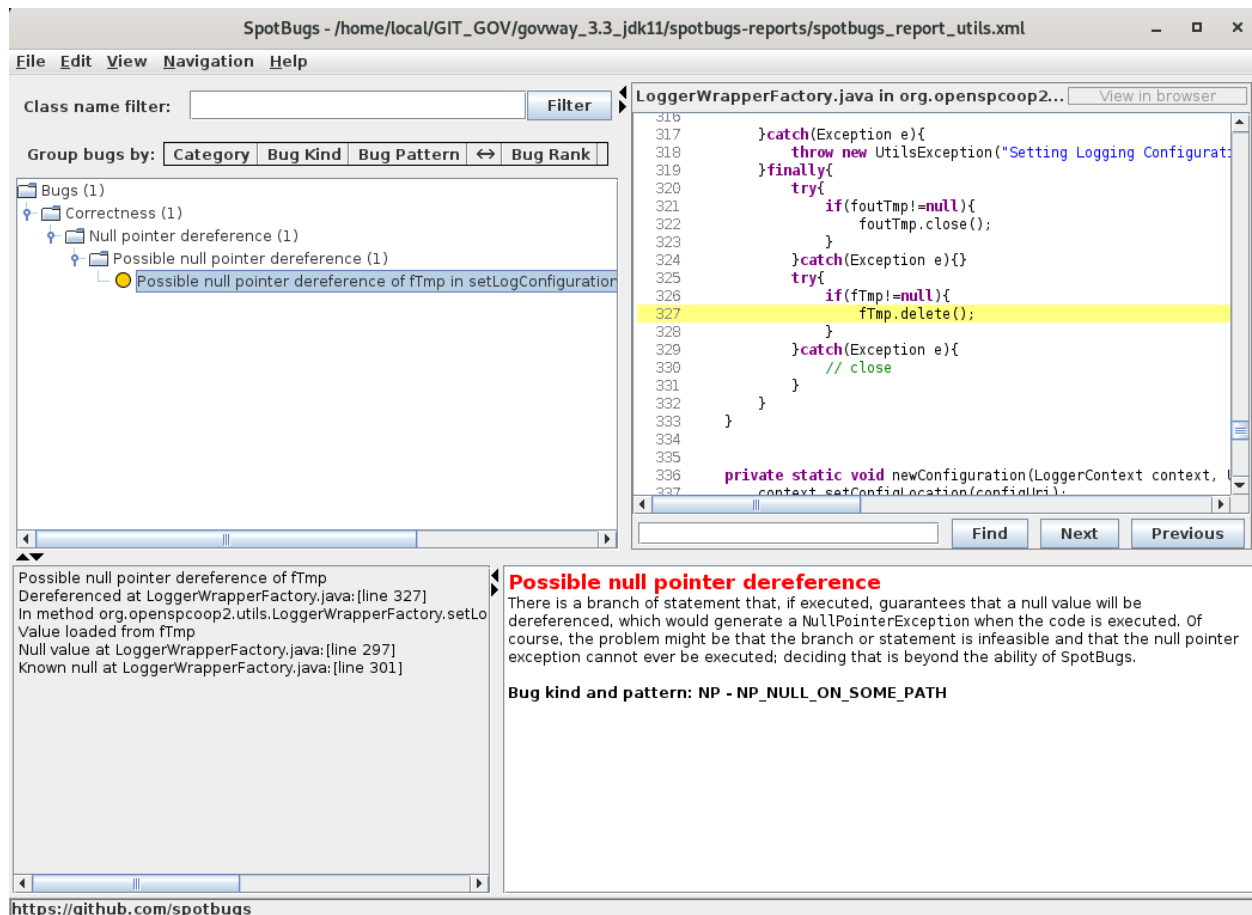 SpotBugs - /home/local/GIT_GOV/govway_3.3_jdk11/spotbugs-reports/spotbugs_report_utils.xml
File Edit View Navigation Help
Class name filter: Filter
Group bugs by: Category Bug Kind Bug Pattern ↔ Bug Rank
Bugs (1)
Correctness (1)
Null pointer dereference (1)
Possible null pointer dereference (1)
Possible null pointer dereference of fTmp in setLogConfiguration
LoggerWrapperFactory.java in org.openspcoop2... View in browser
316
317 }catch(Exception e){
318 throw new UtilsException("Setting Logging Configurati
319 }finally{
320 try{
321 if(foutTmp!=null){
322 foutTmp.close();
323 }
324 }catch(Exception e){}
325 try{
326 if(fTmp!=null){
327 fTmp.delete();
328 }
329 }catch(Exception e){
330 // close
331 }
332 }
333 }
334
335
336 private static void newConfiguration(LoggerContext context, U
337 context.setConfigLocation(configUri);
Find Next Previous
Possible null pointer dereference of fTmp
Dereferenced at LoggerWrapperFactory.java:[line 327]
In method org.openspcoop2.utils.LoggerWrapperFactory.setLo
Value loaded from fTmp
Null value at LoggerWrapperFactory.java:[line 297]
Known null at LoggerWrapperFactory.java:[line 301]
Possible null pointer dereference
There is a branch of statement that, if executed, guarantees that a null value will be
dereferenced, which would generate a NullPointerException when the code is executed. Of
course, the problem might be that the branch or statement is infeasible and that the null pointer
exception cannot ever be executed; deciding that is beyond the ability of SpotBugs.
Bug kind and pattern: NP - NP_NULL_ON_SOME_PATH
https://github.com/spotbugs